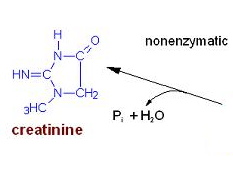 H
N
C
O
nonenzymatic
HN=C
N
CH2
3HC
Pi + H2O
creatinine